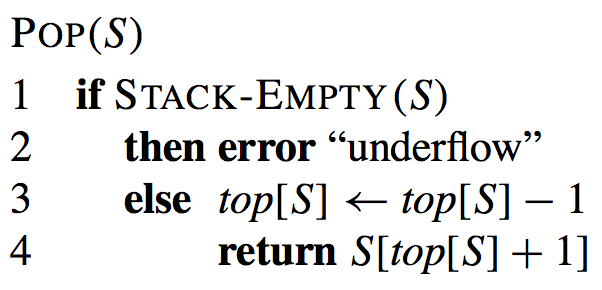 POP(S)
1 if STACK-EMPTY(S)
2 then error “underflow”
3 else top[S] ← top[S] − 1
4 return S[top[S] + 1]